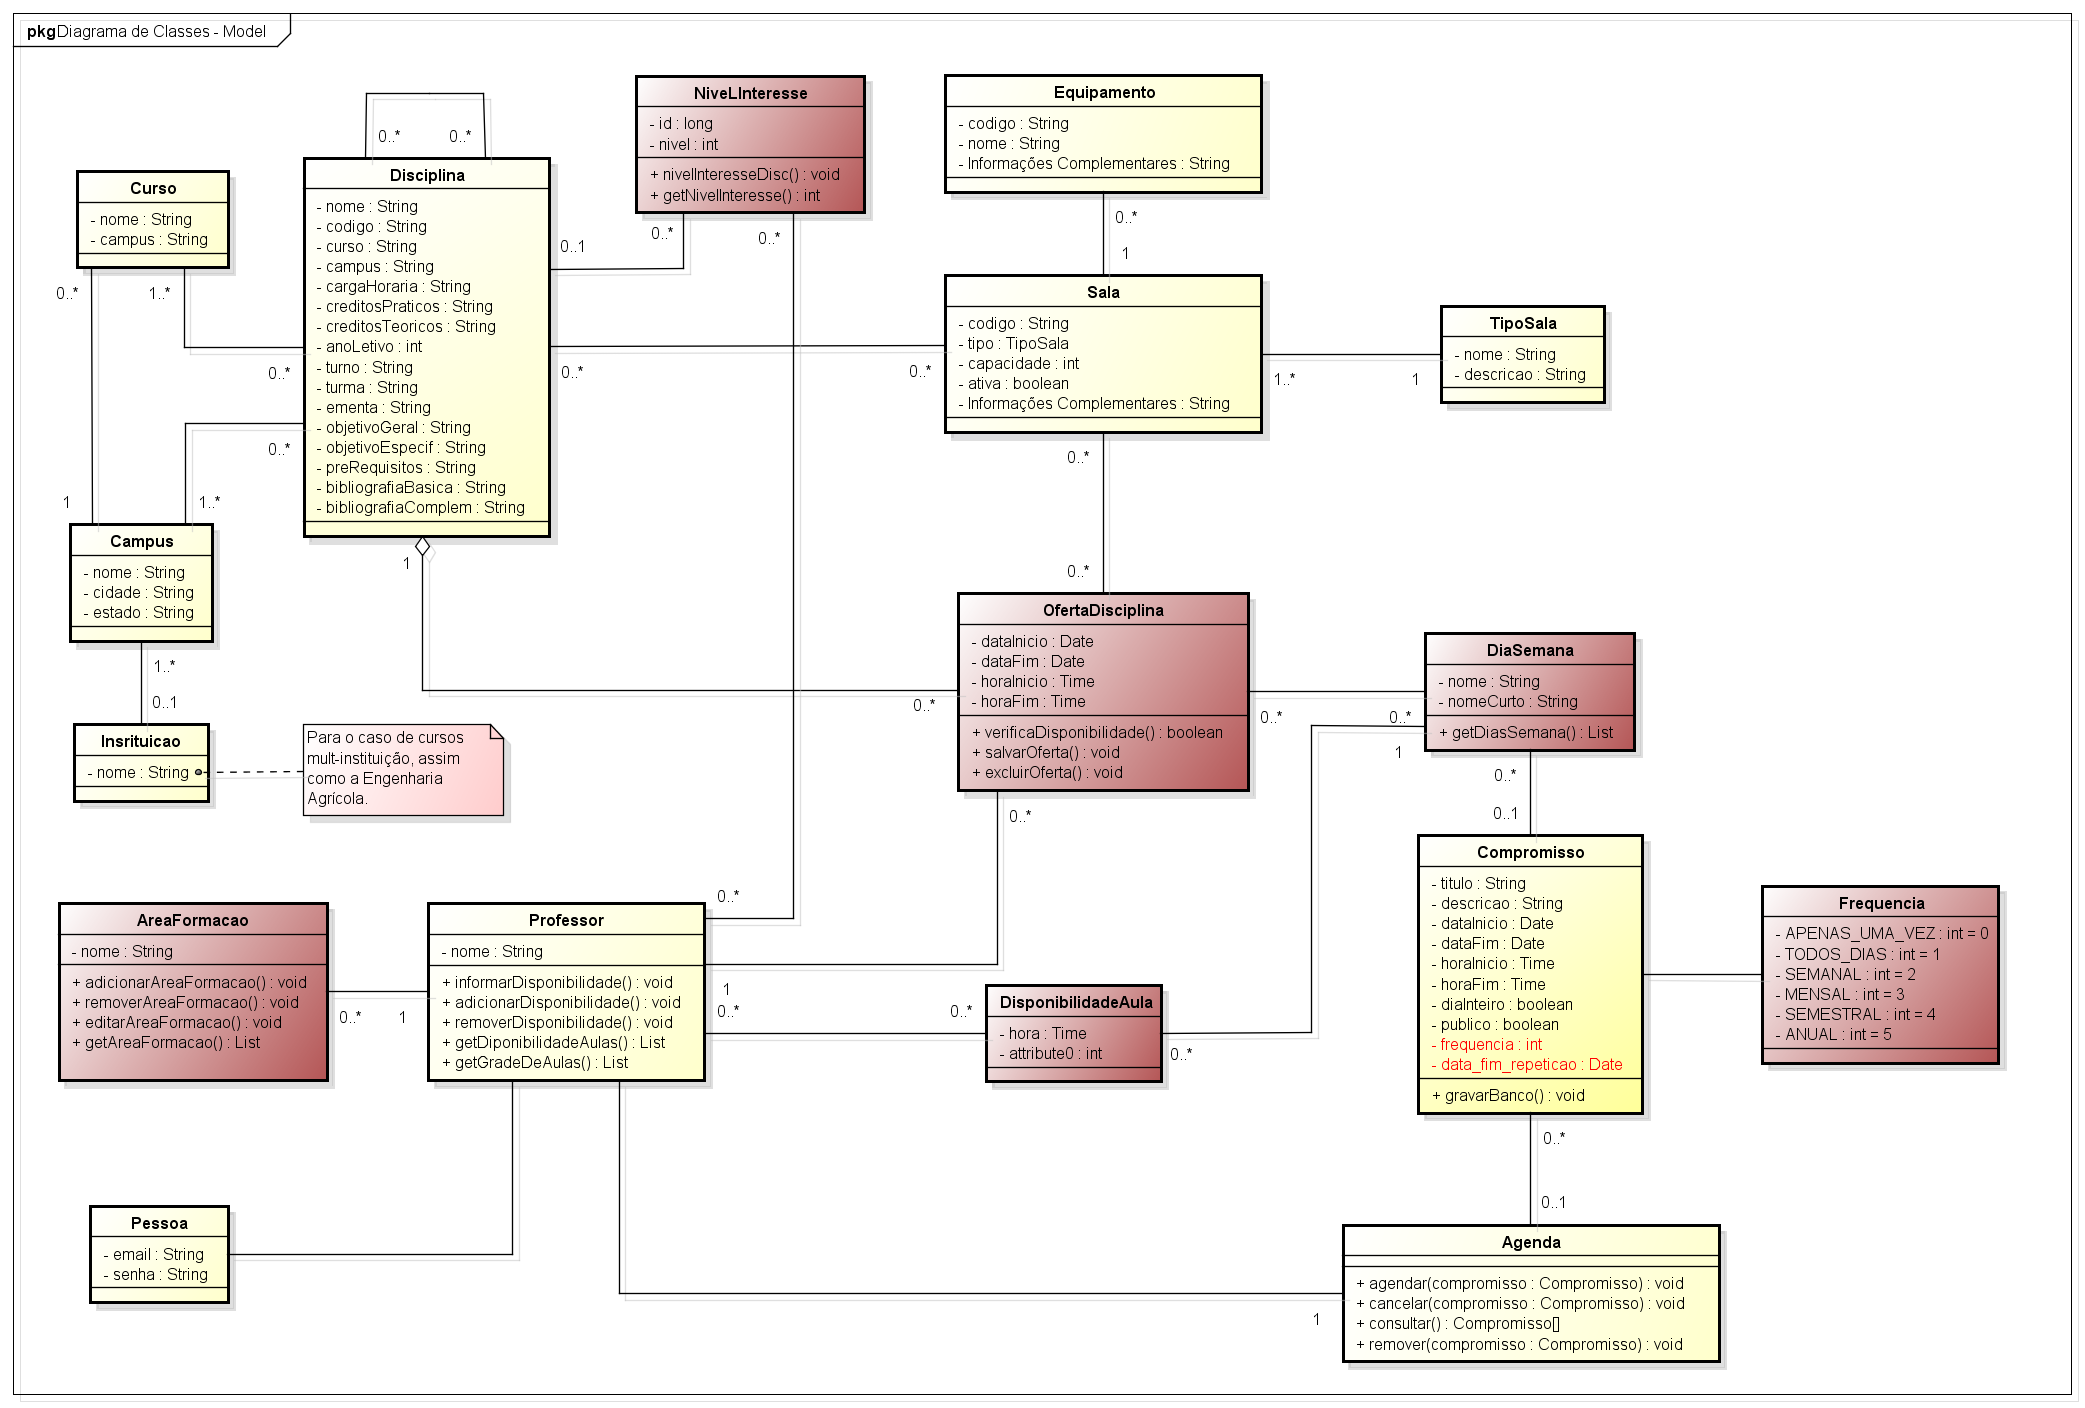 pkg Diagrama de Classes - Model
NiveLInteresse
- id : long
- nivel : int
+ nivelInteresseDisc() : void
+ getNivelInteresse() : int
Equipamento
- codigo : String
- nome : String
- Informações Complementares : String
0..*
0..*
Curso
- nome : String
- campus : String
Disciplina
- nome : String
- codigo : String
- curso : String
- campus : String
- cargaHoraria : String
- creditosPraticos : String
- creditosTeoricos : String
- anoLetivo : int
- turno : String
- turma : String
- ementa : String
- objetivoGeral : String
- objetivoEspecif : String
- preRequisitos : String
- bibliografiaBasica : String
- bibliografiaComplem : String
0..1
0..*
0..*
0..*
1
0..*
1..*
0..*
0..*
0..*
0..*
1
1..*
Sala
- codigo : String
- tipo : TipoSala
- capacidade : int
- ativa : boolean
- Informações Complementares : String
1..*
1
TipoSala
- nome : String
- descricao : String
0..*
0..*
Campus
- nome : String
- cidade : String
- estado : String
1
1..*
0..1
Insrituicao
- nome : String
Para o caso de cursos
mult-instituição, assim
como a Engenharia
Agrícola.
OfertaDisciplina
- dataInicio : Date
- dataFim : Date
- horaInicio : Time
- horaFim : Time
+ verificaDisponibilidade() : boolean
+ salvarOferta() : void
+ excluirOferta() : void
0..*
0..*
0..*
1
DiaSemana
- nome : String
- nomeCurto : String
+ getDiasSemana() : List
0..*
0..1
0..*
0..*
AreaFormacao
- nome : String
+ adicionarAreaFormacao() : void
+ removerAreaFormacao() : void
+ editarAreaFormacao() : void
+ getAreaFormacao() : List
0..*
1
Professor
- nome : String
+ informarDisponibilidade() : void
+ adicionarDisponibilidade() : void
+ removerDisponibilidade() : void
+ getDiponibilidadeAulas() : List
+ getGradeDeAulas() : List
1
0..*
0..*
DisponibilidadeAula
- hora : Time
- attribute0 : int
0..*
Compromisso
- titulo : String
- descricao : String
- dataInicio : Date
- dataFim : Date
- horaInicio : Time
- horaFim : Time
- diaInteiro : boolean
- publico : boolean
- frequencia : int
- data_fim_repeticao : Date
+ gravarBanco() : void
Frequencia
- APENAS_UMA_VEZ : int = 0
- TODOS_DIAS : int = 1
- SEMANAL : int = 2
- MENSAL : int = 3
- SEMESTRAL : int = 4
- ANUAL : int = 5
0..*
0..1
Pessoa
- email : String
- senha : String
1
Agenda
+ agendar(compromisso : Compromisso) : void
+ cancelar(compromisso : Compromisso) : void
+ consultar() : Compromisso[]
+ remover(compromisso : Compromisso) : void